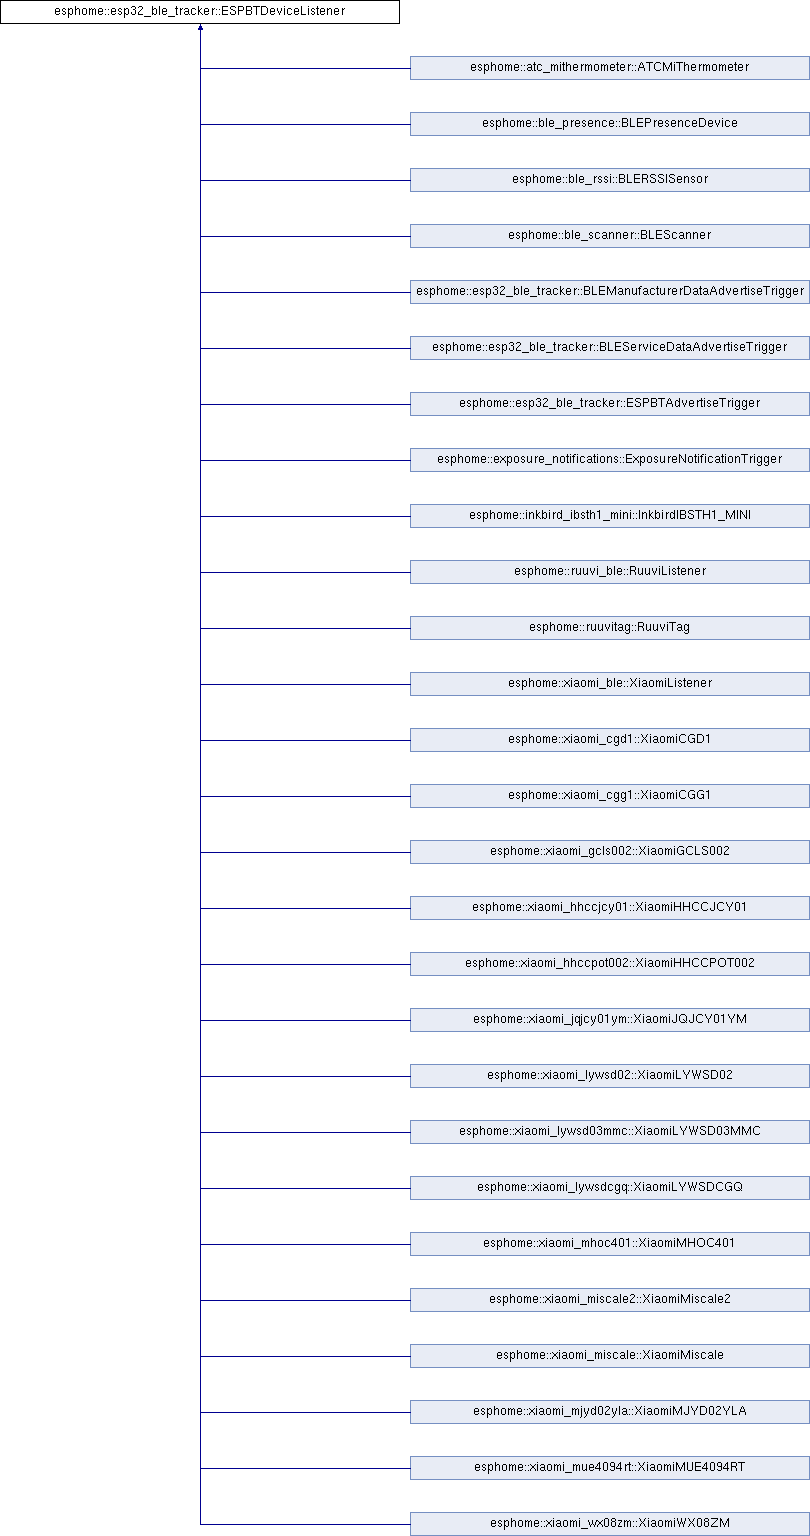 esphome::esp32_ble_tracker::ESPBTDeviceListener
esphome::atc_mithermometer::ATCMiThermometer
esphome::ble_presence::BLEPresenceDevice
esphome::ble_rssi::BLERSSISensor
esphome::ble_scanner::BLEScanner
esphome::esp32_ble_tracker::BLEManufacturerDataAdvertiseTrigger
esphome::esp32_ble_tracker::BLEServiceDataAdvertiseTrigger
esphome::esp32_ble_tracker::ESPBTAdvertiseTrigger
esphome::exposure_notifications::ExposureNotificationTrigger
esphome::inkbird_ibsth1_mini::InkbirdIBSTH1_MINI
esphome::ruuvi_ble::RuuviListener
esphome::ruuvitag::RuuviTag
esphome::xiaomi_ble::XiaomiListener
esphome::xiaomi_cgd1::XiaomiCGD1
esphome::xiaomi_cgg1::XiaomiCGG1
esphome::xiaomi_gcls002::XiaomiGCLS002
esphome::xiaomi_hhccjcy01::XiaomiHHCCJCY01
esphome::xiaomi_hhccpot002::XiaomiHHCCPOT002
esphome::xiaomi_jqjcy01ym::XiaomiJQJCY01YM
esphome::xiaomi_lywsd02::XiaomiLYWSD02
esphome::xiaomi_lywsd03mmc::XiaomiLYWSD03MMC
esphome::xiaomi_lywsdcgq::XiaomiLYWSDCGQ
esphome::xiaomi_mhoc401::XiaomiMHOC401
esphome::xiaomi_miscale2::XiaomiMiscale2
esphome::xiaomi_miscale::XiaomiMiscale
esphome::xiaomi_mjyd02yla::XiaomiMJYD02YLA
esphome::xiaomi_mue4094rt::XiaomiMUE4094RT
esphome::xiaomi_wx08zm::XiaomiWX08ZM